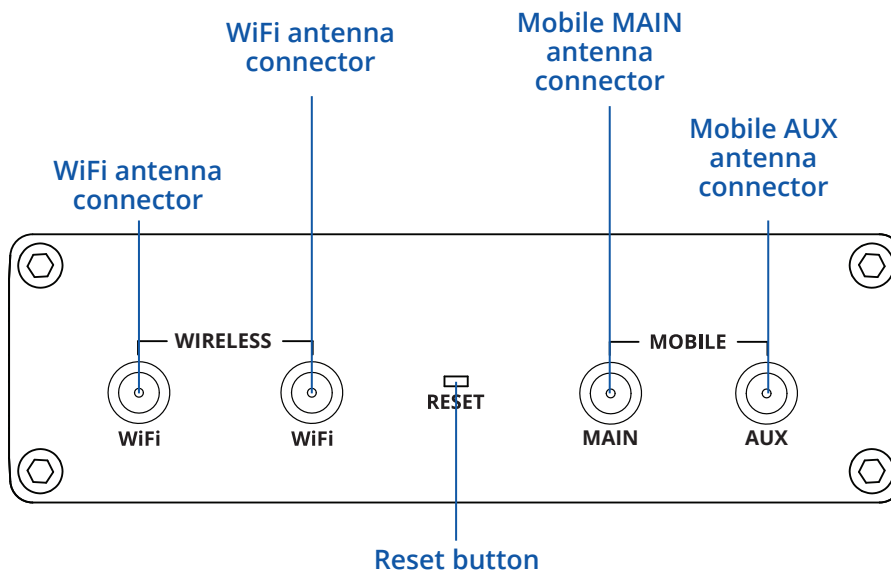 WiFi antenna
connector
Mobile MAIN
antenna
connector
WiFi antenna
connector
Mobile AUX
antenna
connector
WIRELESS
MOBILE
RESET
WiFi
WiFi
MAIN
AUX
Reset button